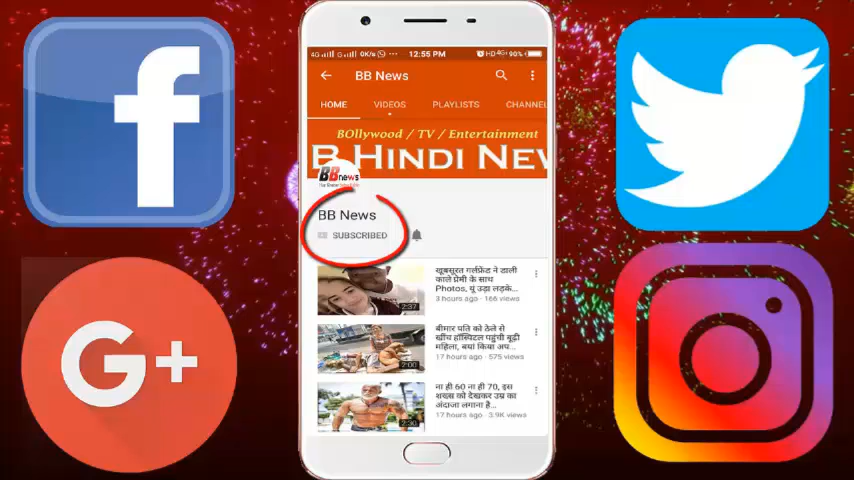 f
4G G 0K/s ··· 12:55 PM HD 4G+ 90%
BB News
HOME VIDEOS PLAYLISTS CHANNEL
BOllywood / TV / Entertainment
B HINDI NEW
BB news
BB News
SUBSCRIBED
खूबसूरत गर्लफ्रेंड ने डाली
काले प्रेमी के साथ
Photos, यूं उड़ा लड़के...
3 hours ago · 166 views
2:37
बीमार पति को ठेले से
खींच हॉस्पिटल पहुंची बूढ़ी
महिला, क्यां किया अप...
17 hours ago · 575 views
2:00
ना ही 60 ना ही 70, इस
शख्स को देखकर उम्र का
अंदाजा लगाना है...
17 hours ago · 3.9K views
2:30
G+